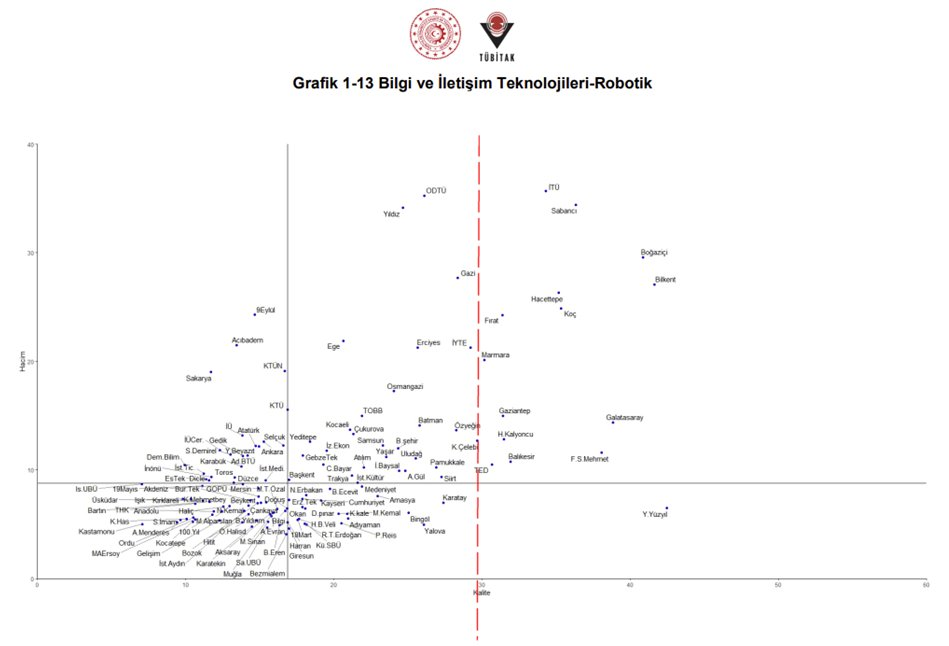 TÜBİTAK
Grafik 1-13 Bilgi ve İletişim Teknolojileri-Robotik
40
ODTÜ
İTÜ
Yıldız
Sabancı
30
Boğaziçi
Gazi
Bilkent
Hacettepe
9Eylül
Koç
Fırat
Acıbadem
Ege
Erciyes
İYTE
Marmara
20
Hacim
KTÜN
Sakarya
Osmangazi
KTÜ
TOBB
Gaziantep
Batman
Galatasaray
Kocaeli
Çukurova
Özyeğin
İÜ
Atatürk
H.Kalyoncu
İÜCer.
Gedik
Selçuk
Yeditepe
Samsun
B.şehir
K.Çelebi
S.Demirel
Y.Beyazıt
Ankara
İz.Ekon
Yaşar
Uludağ
Balıkesir
F.S.Mehmet
Dem.Bilim
Karabük
Ad.BTÜ
GebzeTek
Atılım
İ.Baysal
Pamukkale
TED
10
İnönü
İst.Tic.
Toros
İst.Medi.
C.Bayar
EsTek
Dicle
Düzce
Başkent
Trakya
İst.Kültür
A.Gül
Siirt
Is.UBÜ
19Mayıs
Akdeniz
Bur.Tek
GOPÜ
Mersin
M.T.Özal
N.Erbakan
B.Ecevit
Medeniyet
Üsküdar
Işık
Kırklareli
K.Mehmetbey
Beykent
Doğuş
Erz.Tek
Kayseri
Cumhuriyet
Amasya
Karatay
Bartın
THK
Anadolu
Haliç
N.Kemal
Çankaya
Okan
D.pınar
K.kale
M.Kemal
Y.Yüzyıl
K.Has
S.İmam
M.Alparslan
B.Yıldırım
Bilgi
H.B.Veli
Adıyaman
Bingöl
Kastamonu
A.Menderes
100.Yıl
Ö.Halisd
A.Evran
18Mart
R.T.Erdoğan
P.Reis
Yalova
Ordu
Kocatepe
Hitit
M.Sinan
Harran
Kü.SBÜ
MAErsoy
Gelişim
Bozok
Aksaray
B.Eren
Giresun
İst.Aydın
Karatekin
Sa.UBÜ
Muğla
Bezmialem
0
0
10
20
30
40
50
60
Kalite